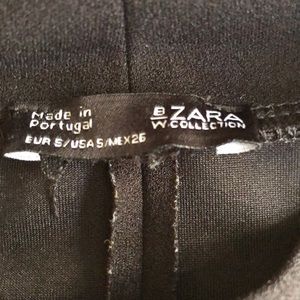 Made in
Portugal
EUR S/USA S/MEX 26
B ZARA
W·COLLECTION